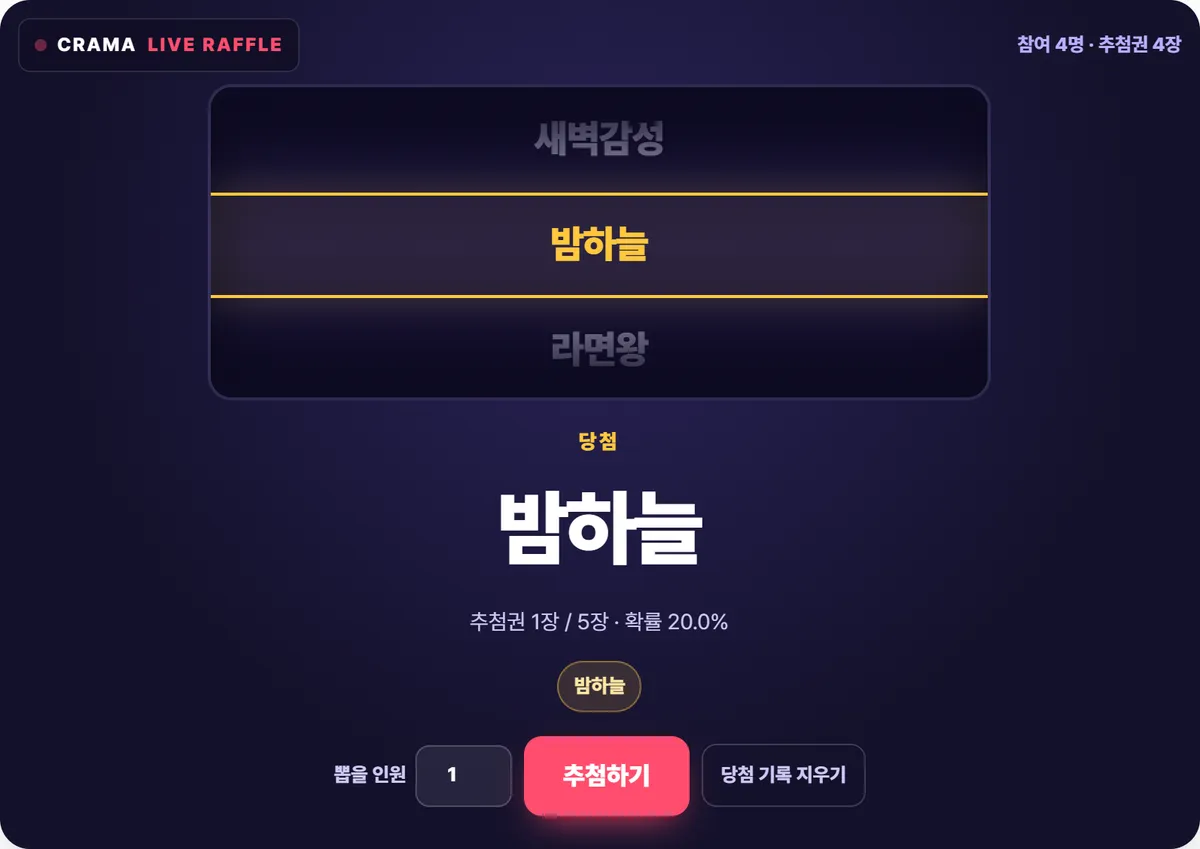 CRAMA LIVE RAFFLE
참여 4명 · 추첨권 4장
새벽감성
밤하늘
라면왕
당첨
밤하늘
추첨권 1장 / 5장 · 확률 20.0%
밤하늘
뽑을 인원 1 추첨하기 당첨 기록 지우기